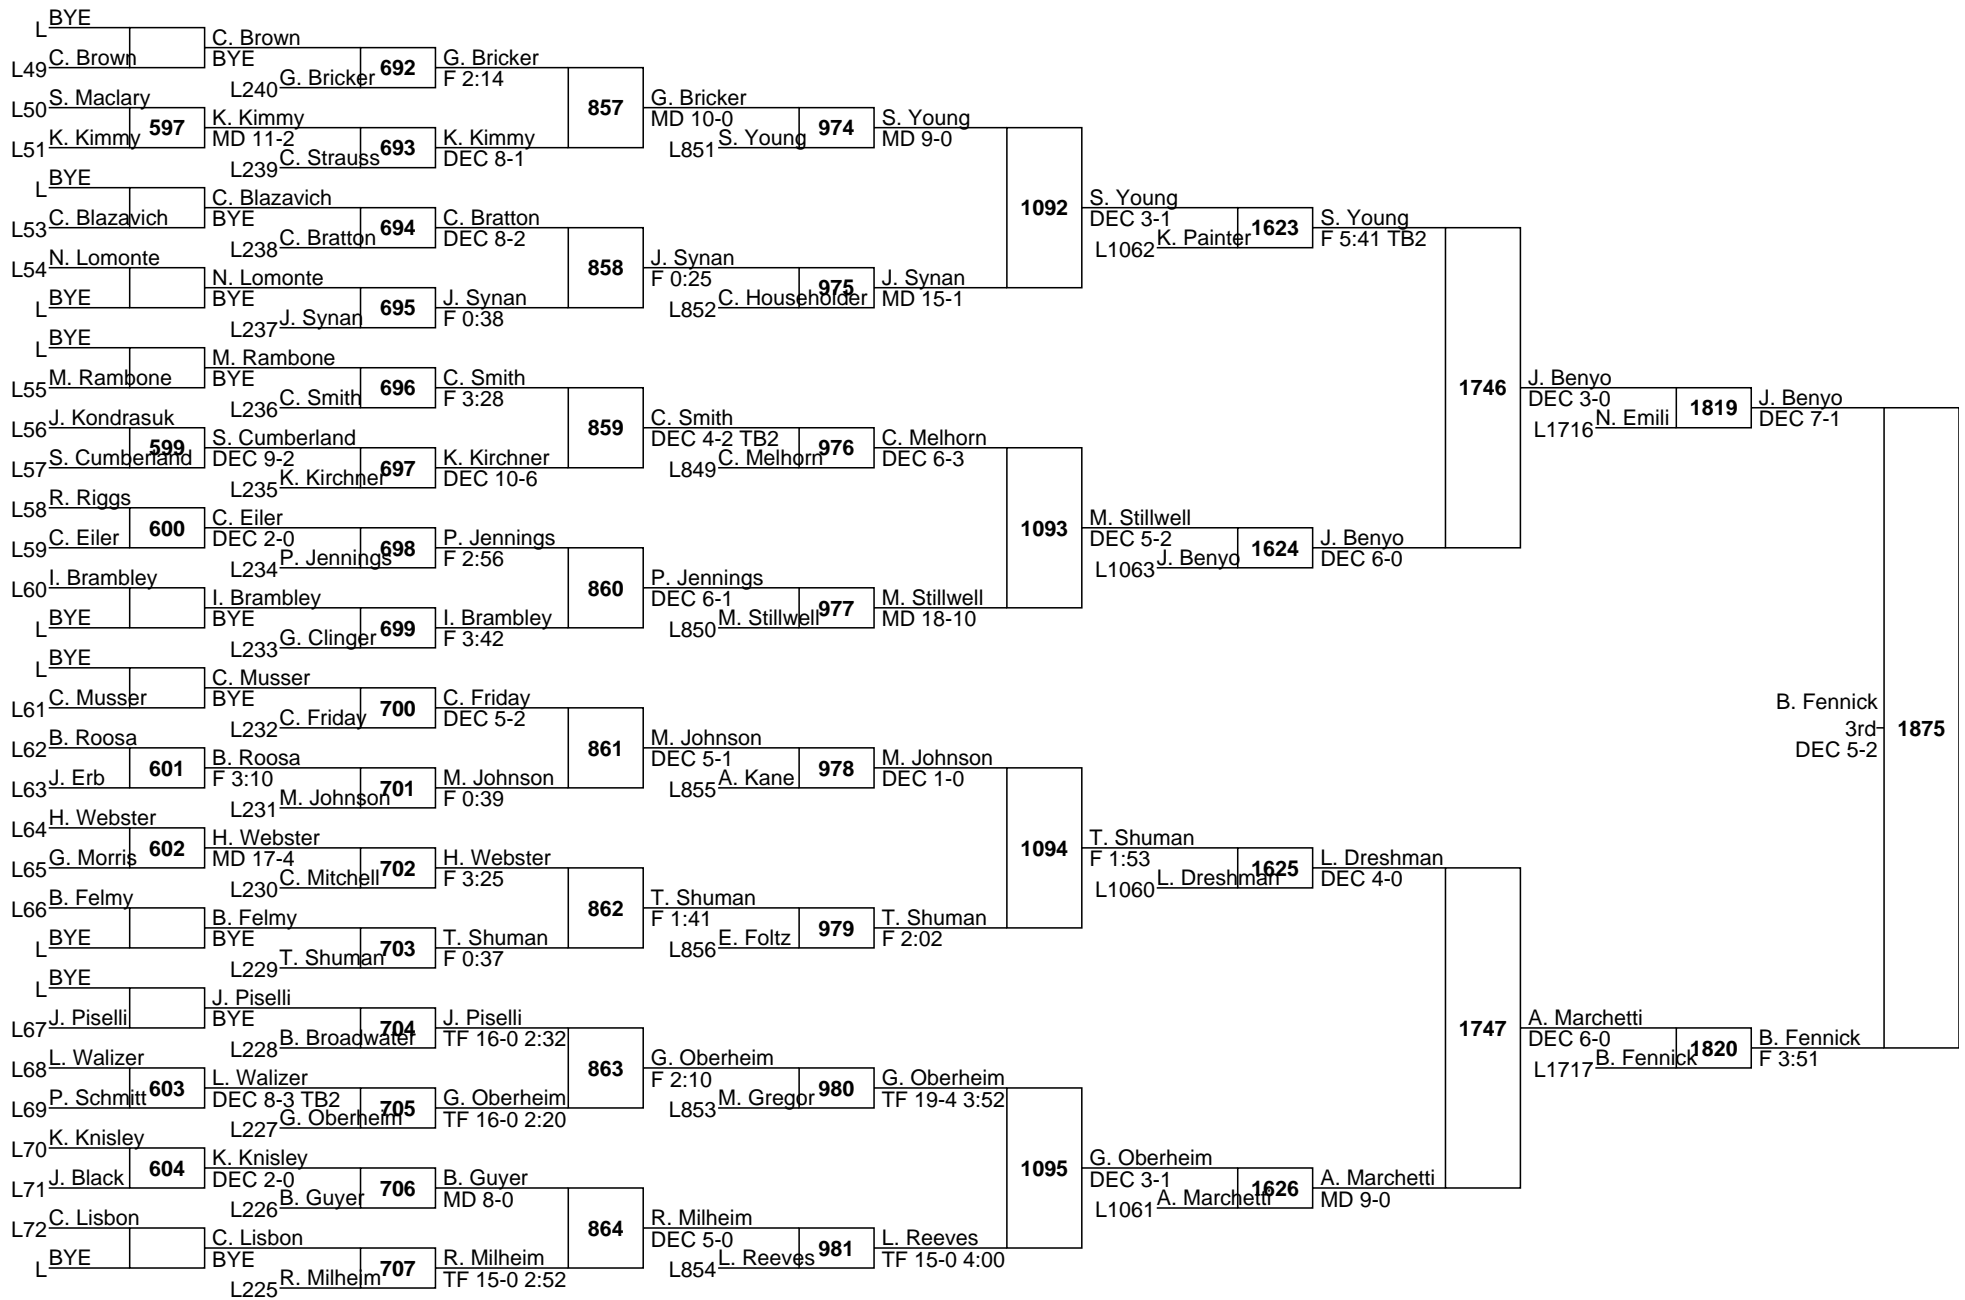 BYE
L
C. Brown
C. Brown
BYE
692
G. Bricker
F 2:14
L49
L240
G. Bricker
857
G. Bricker
MD 10-0
974
S. Young
MD 9-0
L50
S. Maclary
597
K. Kimmy
MD 11-2
693
K. Kimmy
DEC 8-1
L851
S. Young
L51
K. Kimmy
L239
C. Strauss
1092
S. Young
DEC 3-1
1623
S. Young
F 5:41 TB2
L
BYE
C. Blazavich
BYE
694
C. Bratton
DEC 8-2
L1062
K. Painter
L53
C. Blazavich
L238
C. Bratton
858
J. Synan
F 0:25
975
J. Synan
MD 15-1
L54
N. Lomonte
N. Lomonte
BYE
695
J. Synan
F 0:38
L852
C. Householder
L
BYE
L237
J. Synan
1746
J. Benyo
DEC 3-0
1819
J. Benyo
DEC 7-1
L
BYE
M. Rambone
BYE
696
C. Smith
F 3:28
L1716
N. Emili
L55
M. Rambone
L236
C. Smith
859
C. Smith
DEC 4-2 TB2
976
C. Melhorn
DEC 6-3
L56
J. Kondrasuk
599
S. Cumberland
DEC 9-2
697
K. Kirchner
DEC 10-6
L849
C. Melhorn
L57
S. Cumberland
L235
K. Kirchner
1093
M. Stillwell
DEC 5-2
1624
J. Benyo
DEC 6-0
L58
R. Riggs
600
C. Eiler
DEC 2-0
698
P. Jennings
F 2:56
L1063
J. Benyo
L59
C. Eiler
L234
P. Jennings
860
P. Jennings
DEC 6-1
977
M. Stillwell
MD 18-10
L60
I. Brambley
I. Brambley
BYE
699
I. Brambley
F 3:42
L850
M. Stillwell
L
BYE
L233
G. Clinger
L
BYE
C. Musser
BYE
700
C. Friday
DEC 5-2
B. Fennick
3rd
DEC 5-2
1875
L61
C. Musser
L232
C. Friday
861
M. Johnson
DEC 5-1
978
M. Johnson
DEC 1-0
L62
B. Roosa
601
B. Roosa
F 3:10
701
M. Johnson
F 0:39
L855
A. Kane
L63
J. Erb
L231
M. Johnson
1094
T. Shuman
F 1:53
1625
L. Dreshman
DEC 4-0
L64
H. Webster
602
H. Webster
MD 17-4
702
H. Webster
F 3:25
L1060
L. Dreshman
L65
G. Morris
L230
C. Mitchell
862
T. Shuman
F 1:41
979
T. Shuman
F 2:02
L66
B. Felmy
B. Felmy
BYE
703
T. Shuman
F 0:37
L856
E. Foltz
L
BYE
L229
T. Shuman
1747
A. Marchetti
DEC 6-0
1820
B. Fennick
F 3:51
L
BYE
J. Piselli
BYE
704
J. Piselli
TF 16-0 2:32
L1717
B. Fennick
L67
J. Piselli
L228
B. Broadwater
863
G. Oberheim
F 2:10
980
G. Oberheim
TF 19-4 3:52
L68
L. Walizer
603
L. Walizer
DEC 8-3 TB2
705
G. Oberheim
TF 16-0 2:20
L853
M. Gregor
L69
P. Schmitt
L227
G. Oberheim
1095
G. Oberheim
DEC 3-1
1626
A. Marchetti
MD 9-0
L70
K. Knisley
604
K. Knisley
DEC 2-0
706
B. Guyer
MD 8-0
L1061
A. Marchetti
L71
J. Black
L226
B. Guyer
864
R. Milheim
DEC 5-0
981
L. Reeves
TF 15-0 4:00
L72
C. Lisbon
C. Lisbon
BYE
707
R. Milheim
TF 15-0 2:52
L854
L. Reeves
L
BYE
L225
R. Milheim